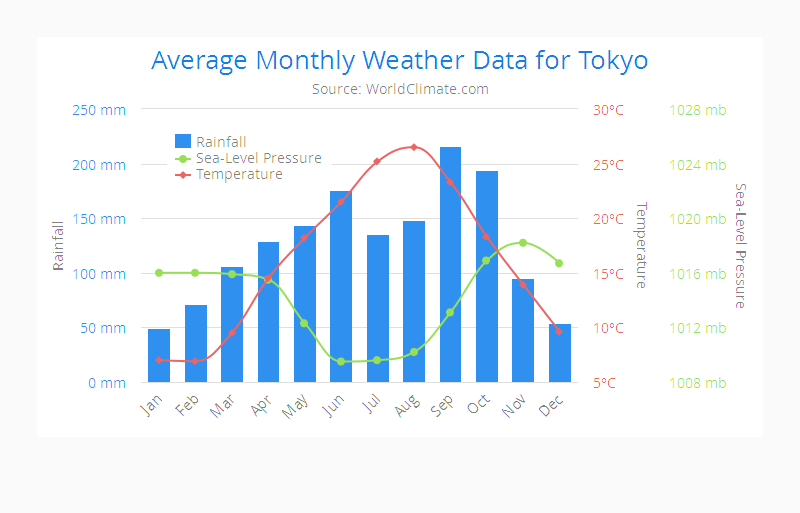 Average Monthly Weather Data for Tokyo
Source: WorldClimate.com
250 mm 30°C 1028 mb
Rainfall
Sea-Level Pressure
Temperature
200 mm 25°C 1024 mb
150 mm 20°C 1020 mb
100 mm 15°C 1016 mb
50 mm 10°C 1012 mb
0 mm 5°C 1008 mb
Rainfall
Temperature
Sea-Level Pressure
Jan Feb Mar Apr May Jun Jul Aug Sep Oct Nov Dec